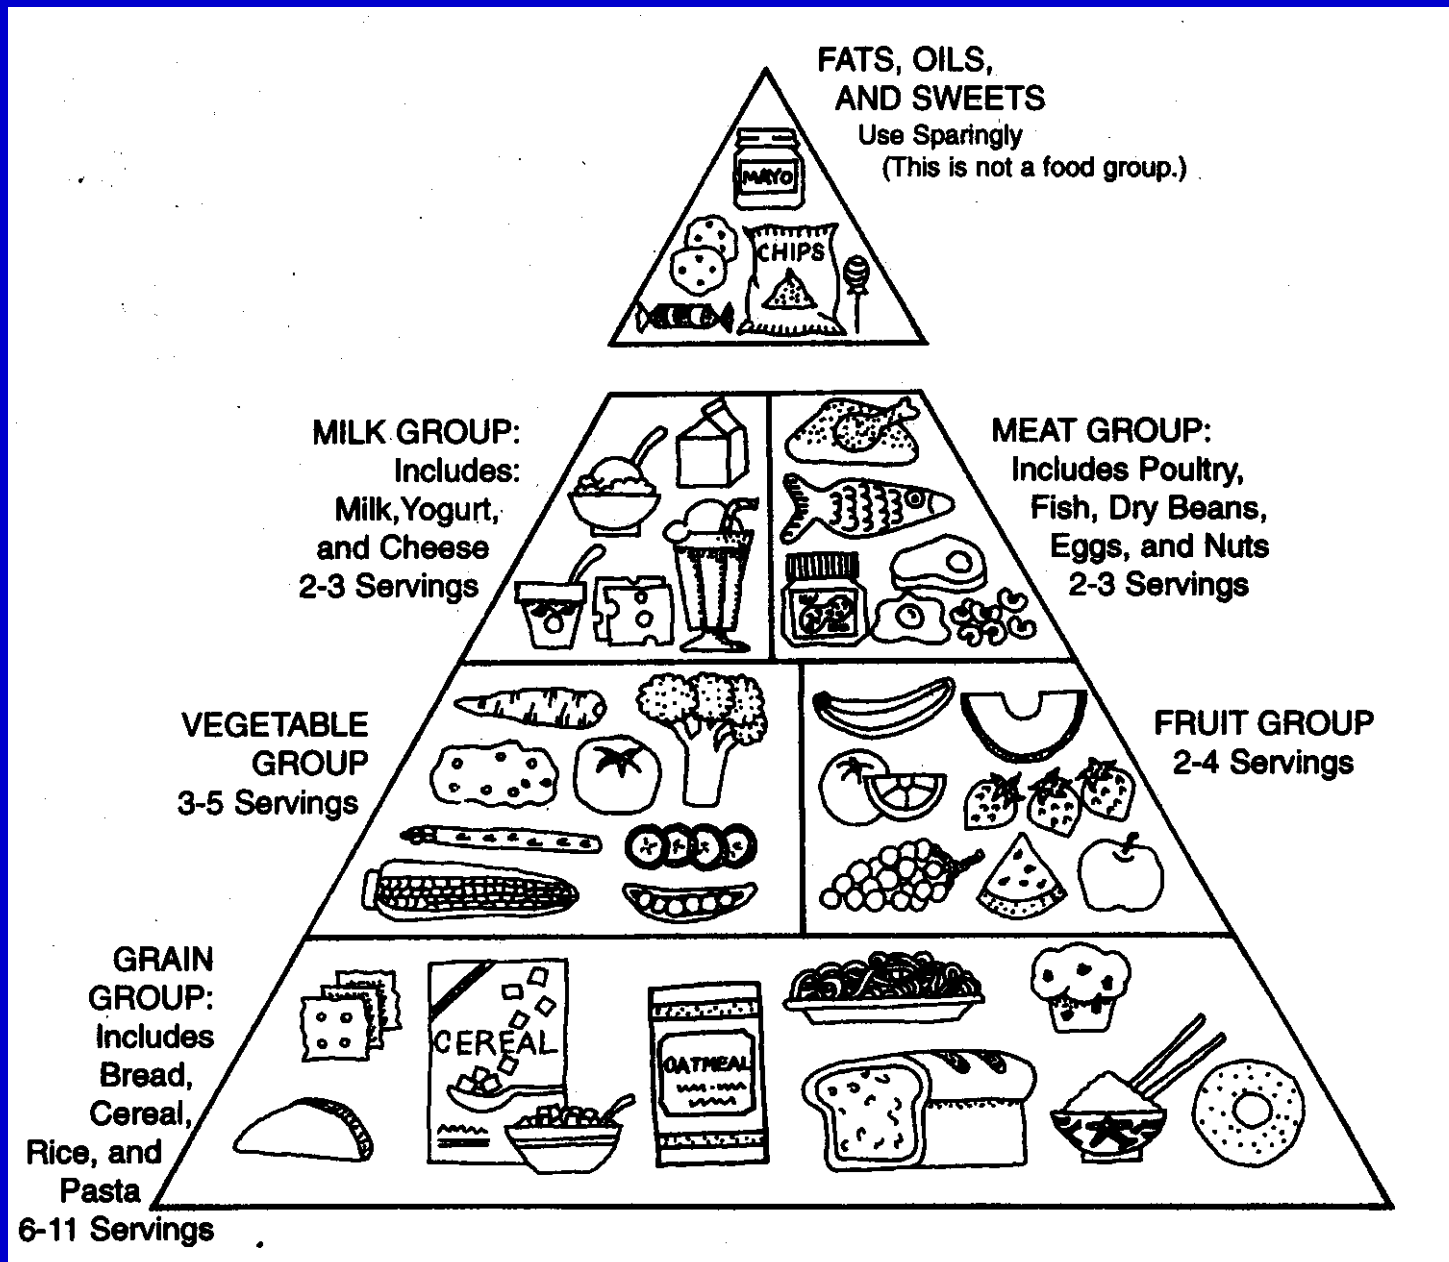 FATS, OILS,
AND SWEETS
Use Sparingly
(This is not a food group.)
MAYO
CHIPS
MILK GROUP:
Includes:
Milk, Yogurt,
and Cheese
2-3 Servings
MEAT GROUP:
Includes Poultry,
Fish, Dry Beans,
Eggs, and Nuts
2-3 Servings
VEGETABLE
GROUP
3-5 Servings
FRUIT GROUP
2-4 Servings
GRAIN
GROUP:
Includes
Bread,
Cereal,
Rice, and
Pasta
6-11 Servings
CEREAL
OATMEAL